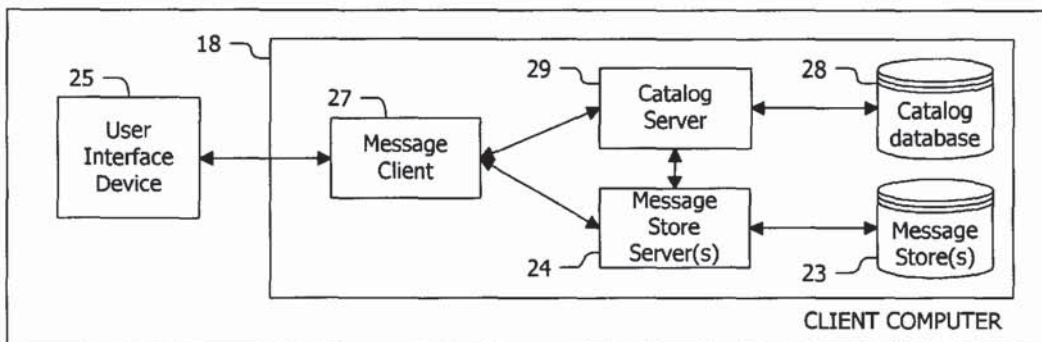 18
25
User
Interface
Device
27
Message
Client
29
Catalog
Server
28
Catalog
database
Message
Store
Server(s)
24
Message
Store(s)
23
CLIENT COMPUTER